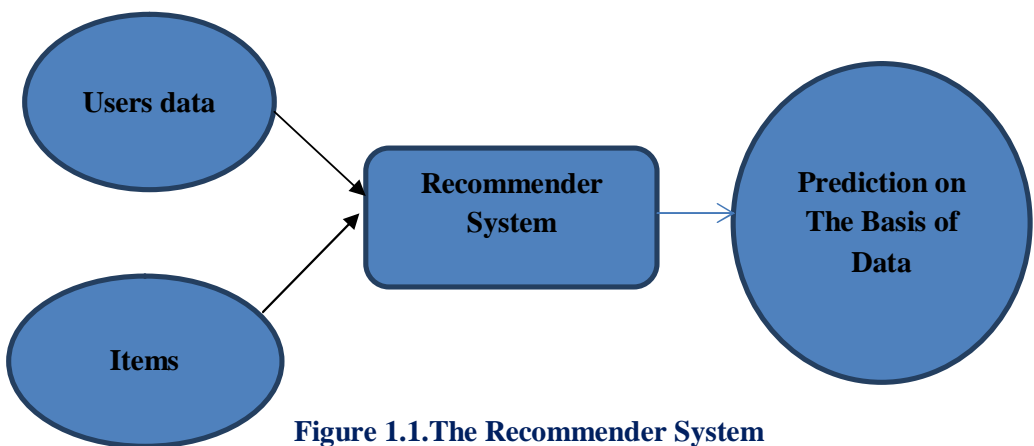 Users data
Recommender
System
Prediction on
The Basis of
Data
Items
Figure 1.1.The Recommender System